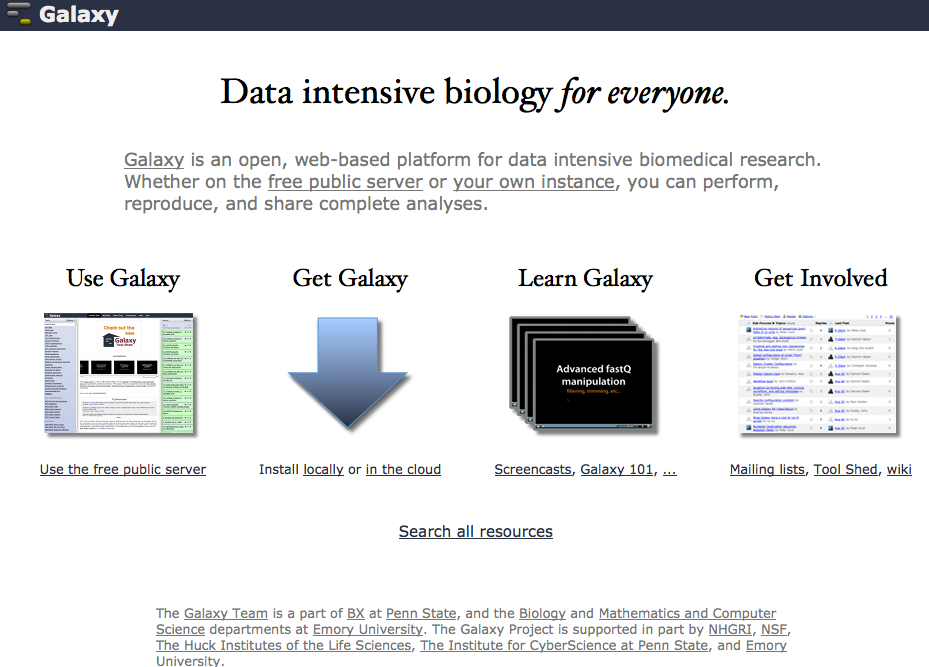 Galaxy
Data intensive biology for everyone.
Galaxy is an open, web-based platform for data intensive biomedical research.
Whether on the free public server or your own instance, you can perform,
reproduce, and share complete analyses.
Use Galaxy
Get Galaxy
Learn Galaxy
Get Involved
Galaxy
Check out the
new
Galaxy
Advanced fastQ
manipulation
filtering, trimming, etc..
Use the free public server
Install locally or in the cloud
Screencasts, Galaxy 101, ...
Mailing lists, Tool Shed, wiki
Search all resources
The Galaxy Team is a part of BX at Penn State, and the Biology and Mathematics and Computer
Science departments at Emory University. The Galaxy Project is supported in part by NHGRI, NSF,
The Huck Institutes of the Life Sciences, The Institute for CyberScience at Penn State, and Emory
University.